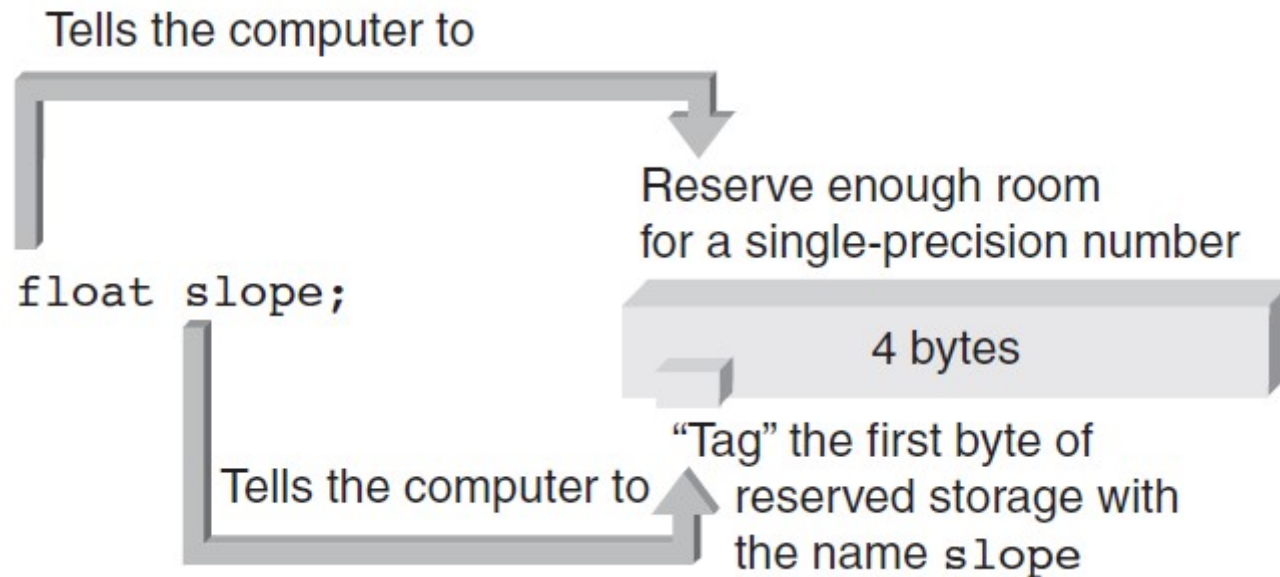 Tells the computer to
Reserve enough room
for a single-precision number
float slope;
4 bytes
“Tag” the first byte of
Tells the computer to
reserved storage with
the name slope